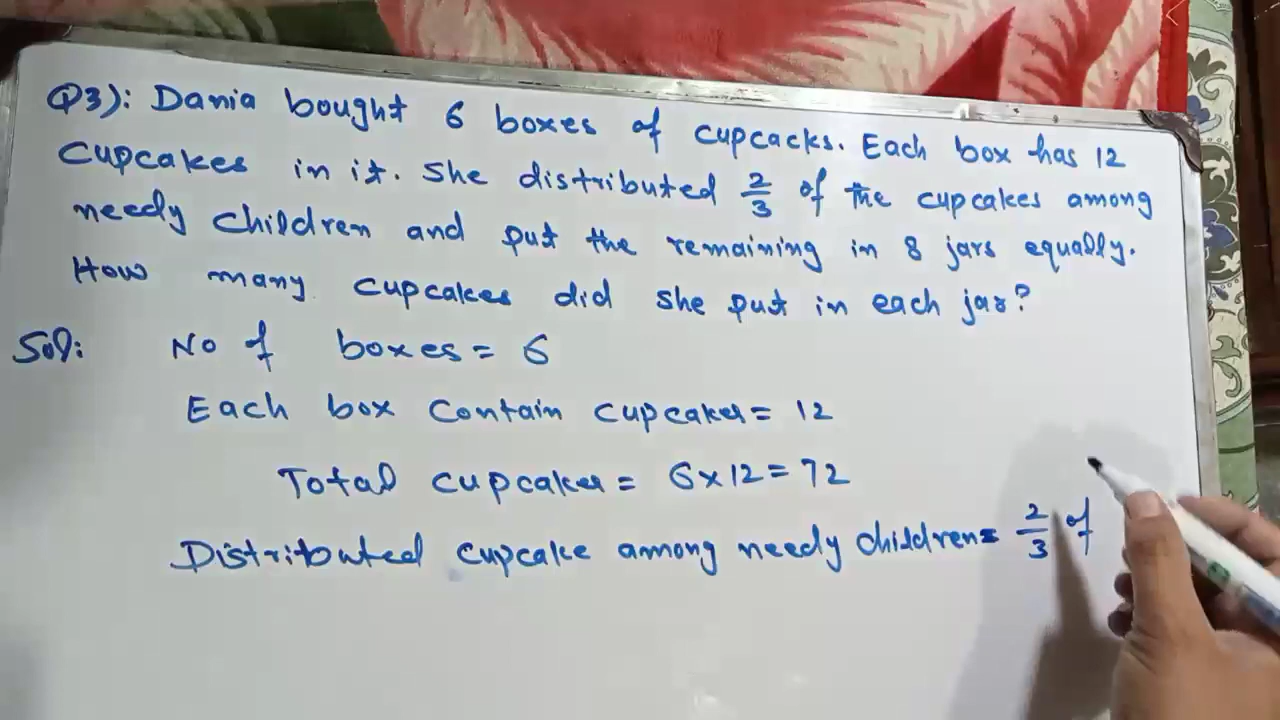 Q3): Dania bought 6 boxes of cupcacks. Each box has 12
cupcakes in it. She distributed 2/3 of the cupcakes among
needy children and put the remaining in 8 jars equally.
How many cupcakes did she put in each jar?
Sol: No of boxes = 6
Each box contain cupcakes = 12
Total cupcakes = 6 x 12 = 72
Distributed cupcake among needy children = 2/3 of